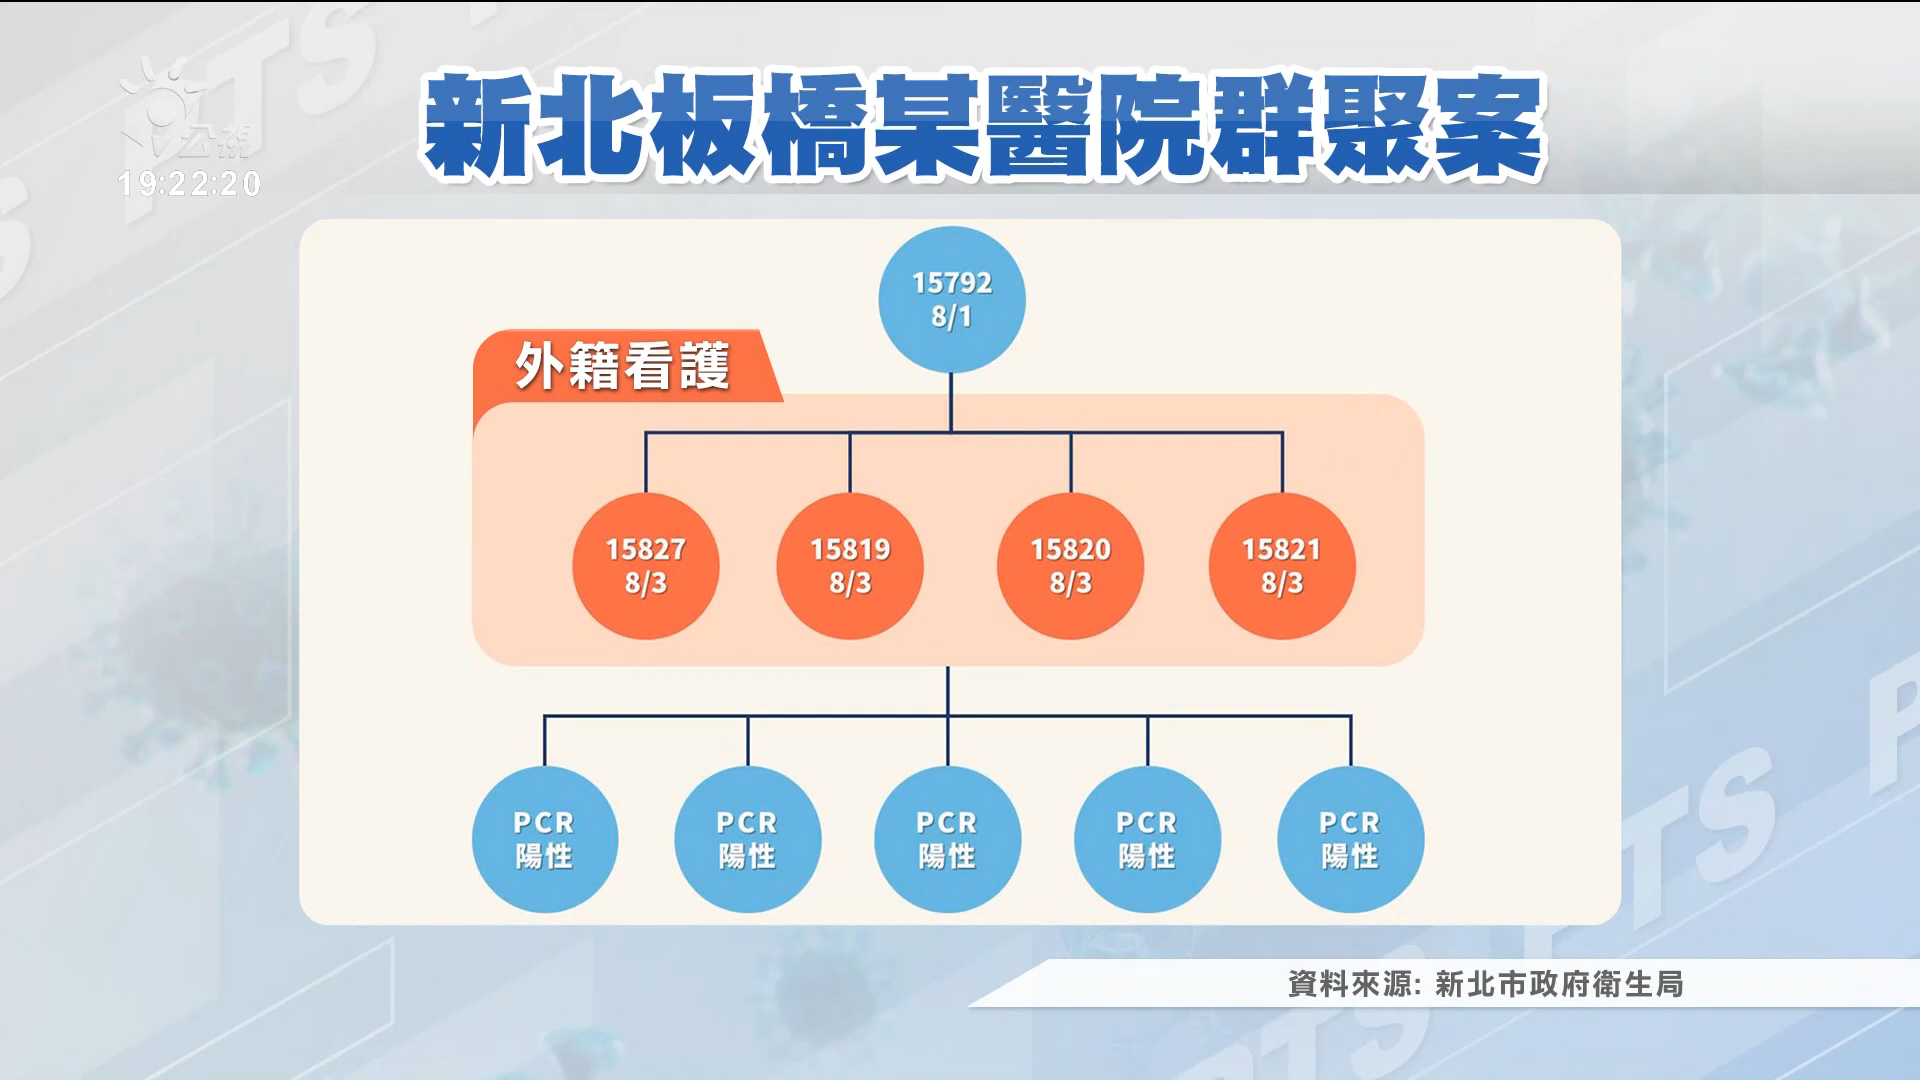 新北板橋某醫院群聚案
公視
19:22:20
15792
8/1
外籍看護
15827
8/3
15819
8/3
15820
8/3
15821
8/3
PCR
陽性
PCR
陽性
PCR
陽性
PCR
陽性
PCR
陽性
資料來源: 新北市政府衛生局
PTS
PTS
PTS